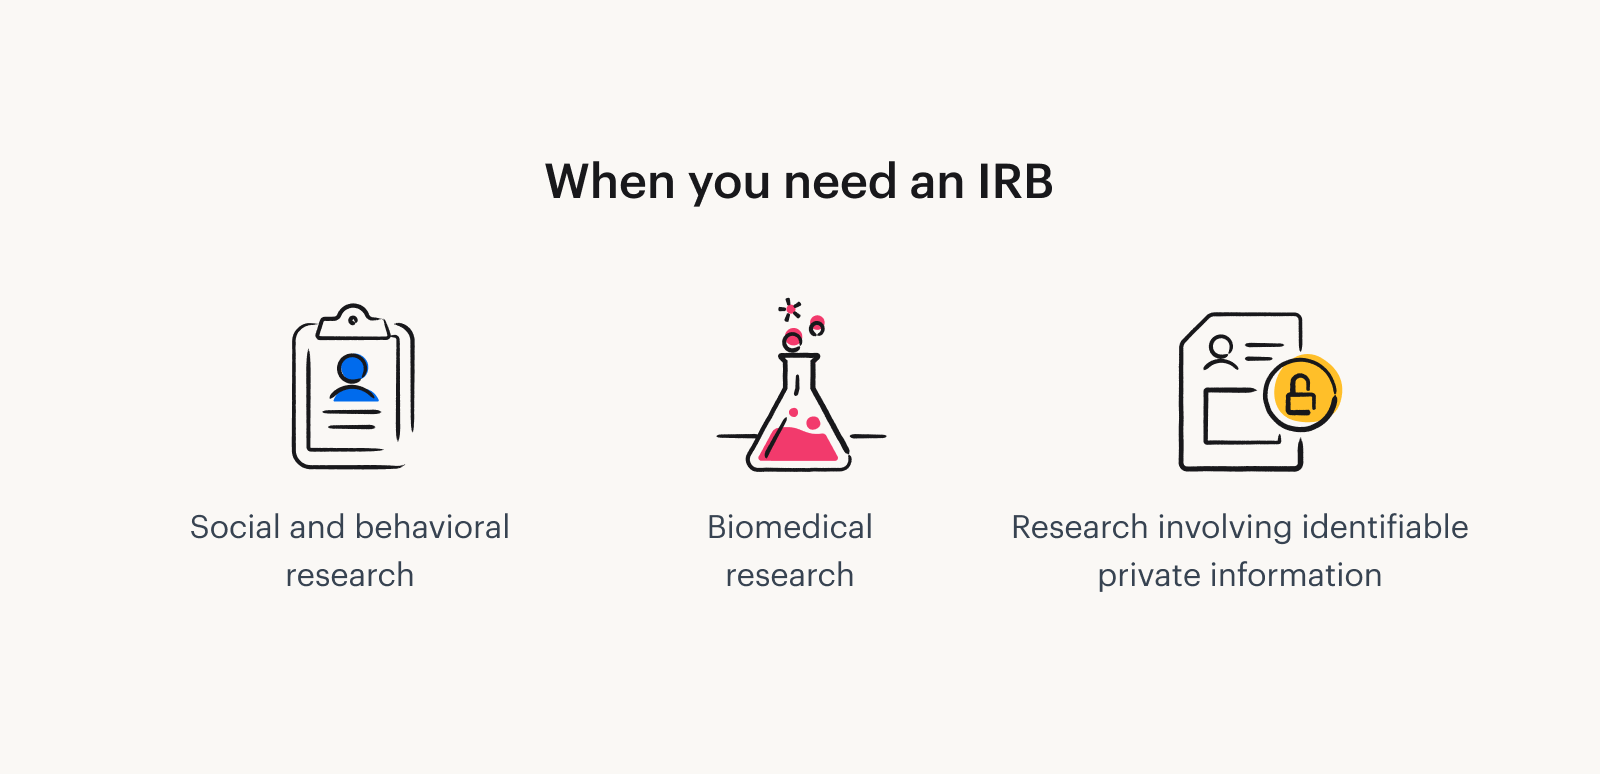 When you need an IRB
Social and behavioral
research
Biomedical
research
Research involving identifiable
private information